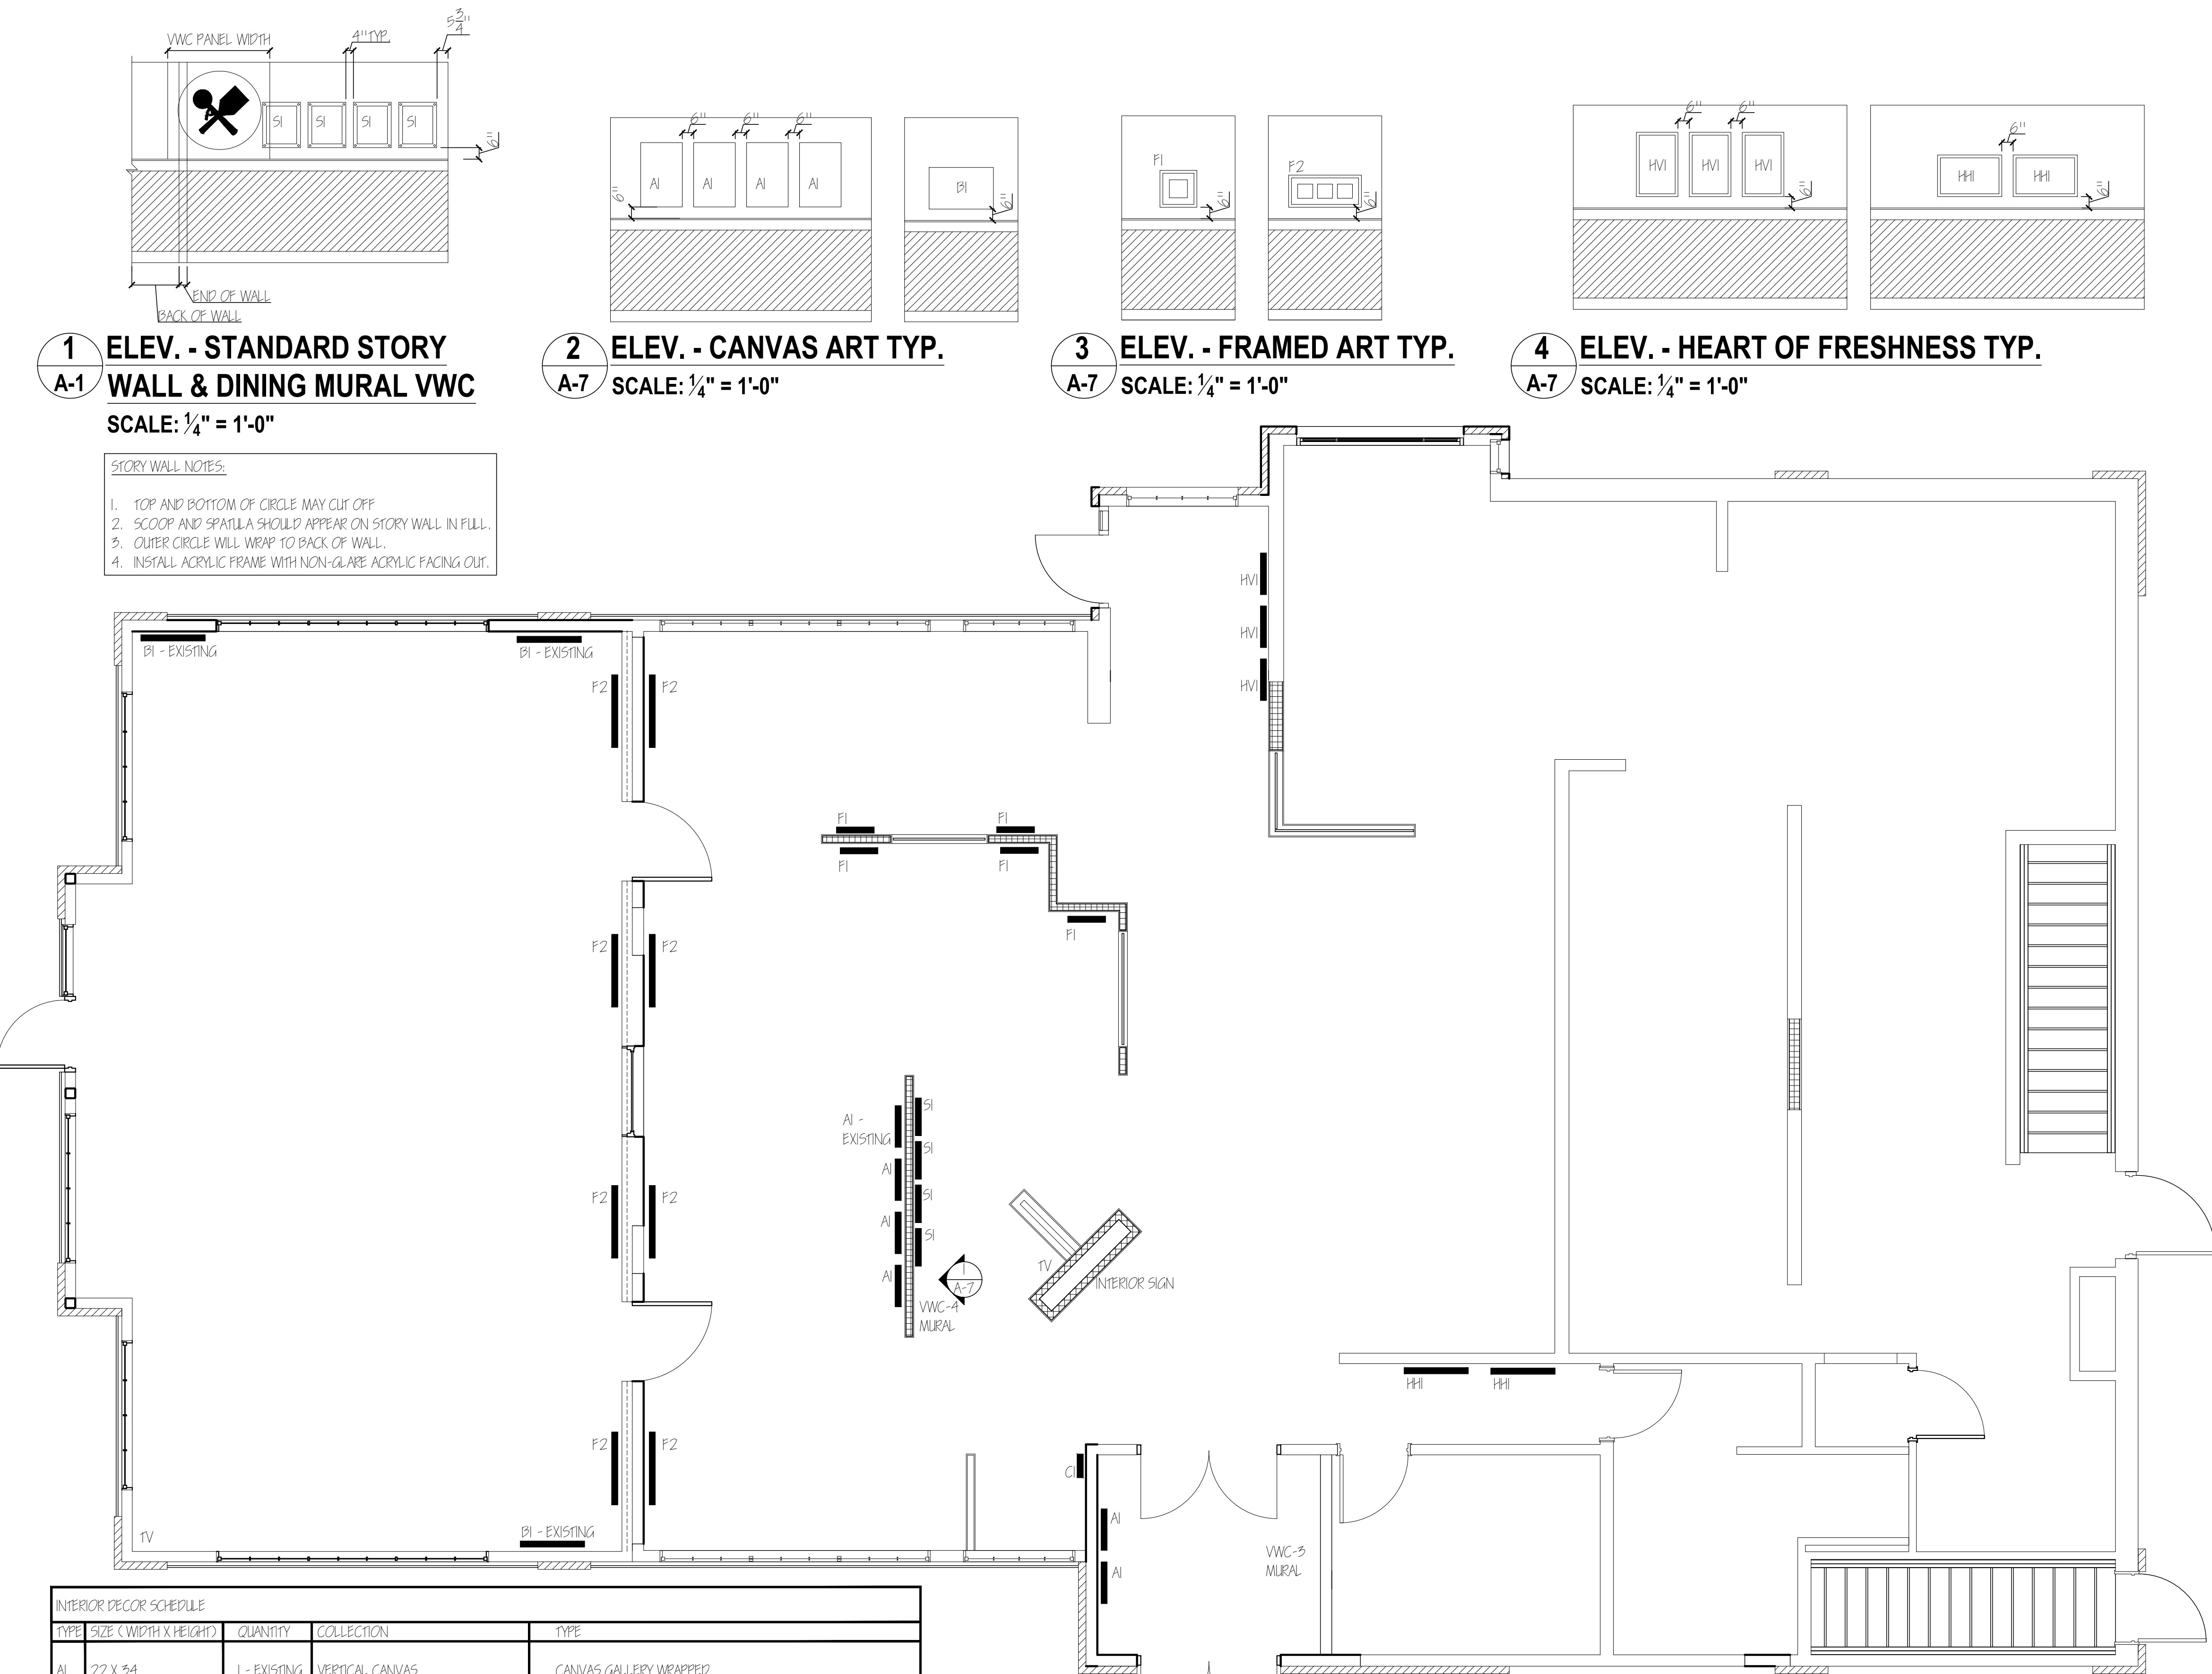 VWC PANEL WIDTH
4" TYP.
5 3/4"
S1 S1 S1 S1
6"
END OF WALL
BACK OF WALL
1
A-1
ELEV. - STANDARD STORY
WALL & DINING MURAL VWC
SCALE: 1/4" = 1'-0"
6" 6" 6"
A1 A1 A1 A1
6"
B1
6"
2
A-7
ELEV. - CANVAS ART TYP.
SCALE: 1/4" = 1'-0"
F1
6"
F2
6"
3
A-7
ELEV. - FRAMED ART TYP.
SCALE: 1/4" = 1'-0"
6" 6"
HV1 HV1 HV1
6"
6"
HH1 HH1
6"
4
A-7
ELEV. - HEART OF FRESHNESS TYP.
SCALE: 1/4" = 1'-0"
STORY WALL NOTES:
1. TOP AND BOTTOM OF CIRCLE MAY CUT OFF
2. SCOOP AND SPATULA SHOULD APPEAR ON STORY WALL IN FULL.
3. OUTER CIRCLE WILL WRAP TO BACK OF WALL.
4. INSTALL ACRYLIC FRAME WITH NON-GLARE ACRYLIC FACING OUT.
HV1
HV1
HV1
B1 - EXISTING
B1 - EXISTING
F2 F2
F1 F1
F1 F1
F1
F2 F2
A1 -
EXISTING
A1
A1
A1
S1
S1
S1
S1
F2 F2
1
A-7
VWC-4
MURAL
TV
INTERIOR SIGN
HH1 HH1
F2 F2
C1
A1
A1
VWC-3
MURAL
B1 - EXISTING
TV
INTERIOR DECOR SCHEDULE
TYPE SIZE ( WIDTH X HEIGHT) QUANTITY COLLECTION TYPE
A1 22 X 34 1 - EXISTING VERTICAL CANVAS CANVAS GALLERY WRAPPED